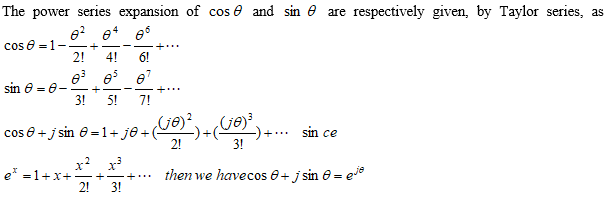 The power series expansion of cos θ and sin θ are respectively given, by Taylor series, as
cos θ = 1 − θ²/2! + θ⁴/4! − θ⁶/6! + ⋯
sin θ = θ − θ³/3! + θ⁵/5! − θ⁷/7! + ⋯
cos θ + j sin θ = 1 + jθ + ((jθ)²/2!) + ((jθ)³/3!) + ⋯ sin ce
eˣ = 1 + x + x²/2! + x³/3! + ⋯ then we havecos θ + j sin θ = e^{jθ}